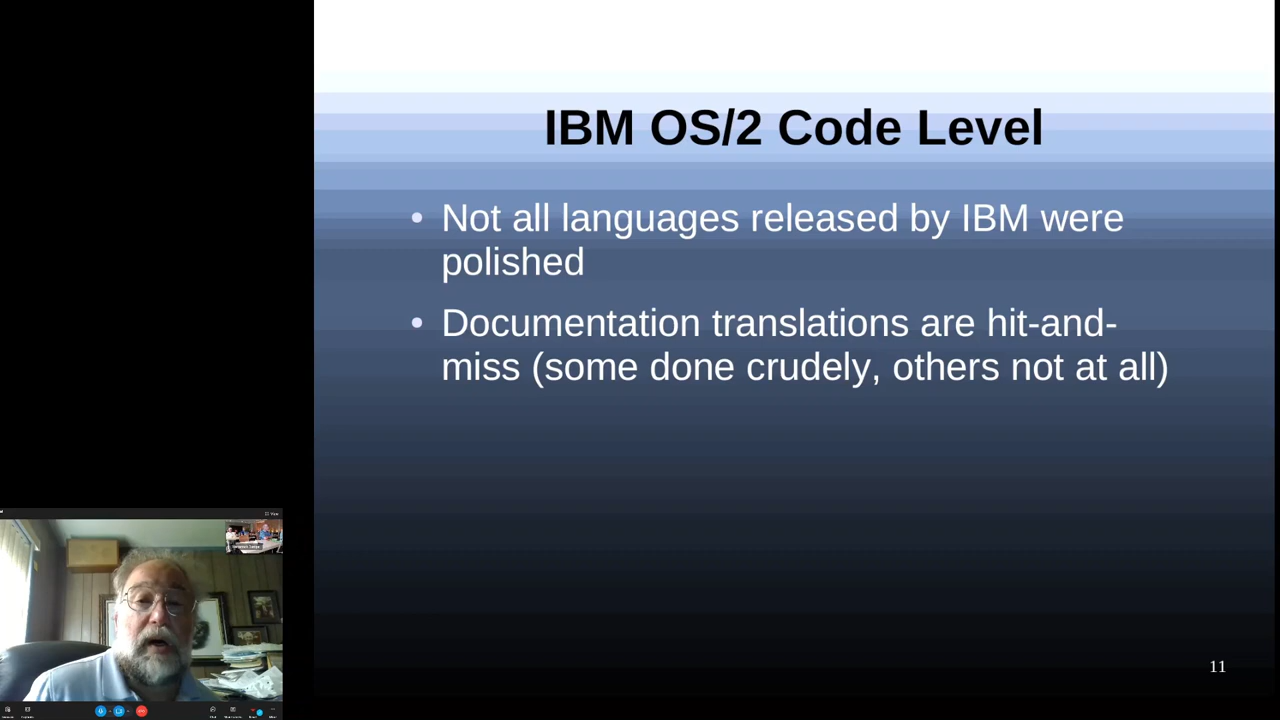 IBM OS/2 Code Level
• Not all languages released by IBM were
polished
• Documentation translations are hit-and-
miss (some done crudely, others not at all)
11
View